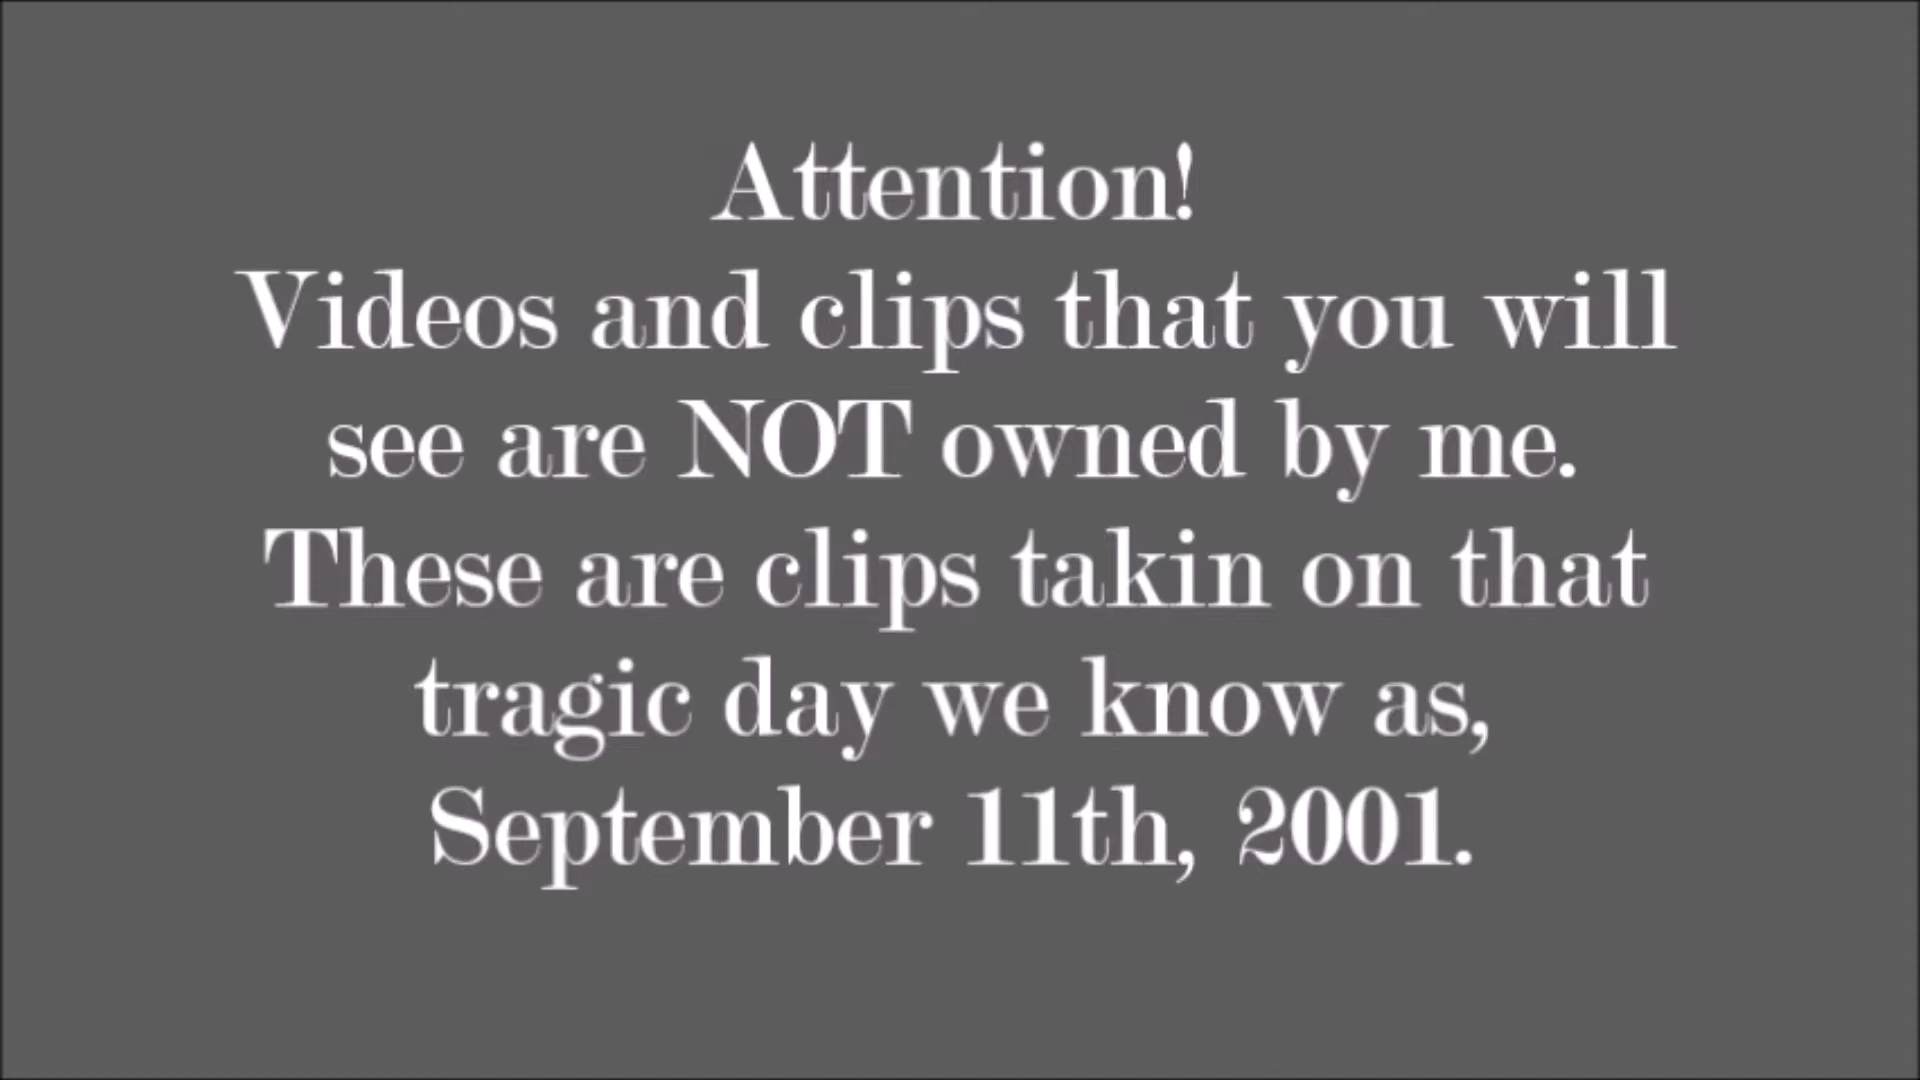 Attention!
Videos and clips that you will
see are NOT owned by me.
These are clips takin on that
tragic day we know as,
September 11th, 2001.